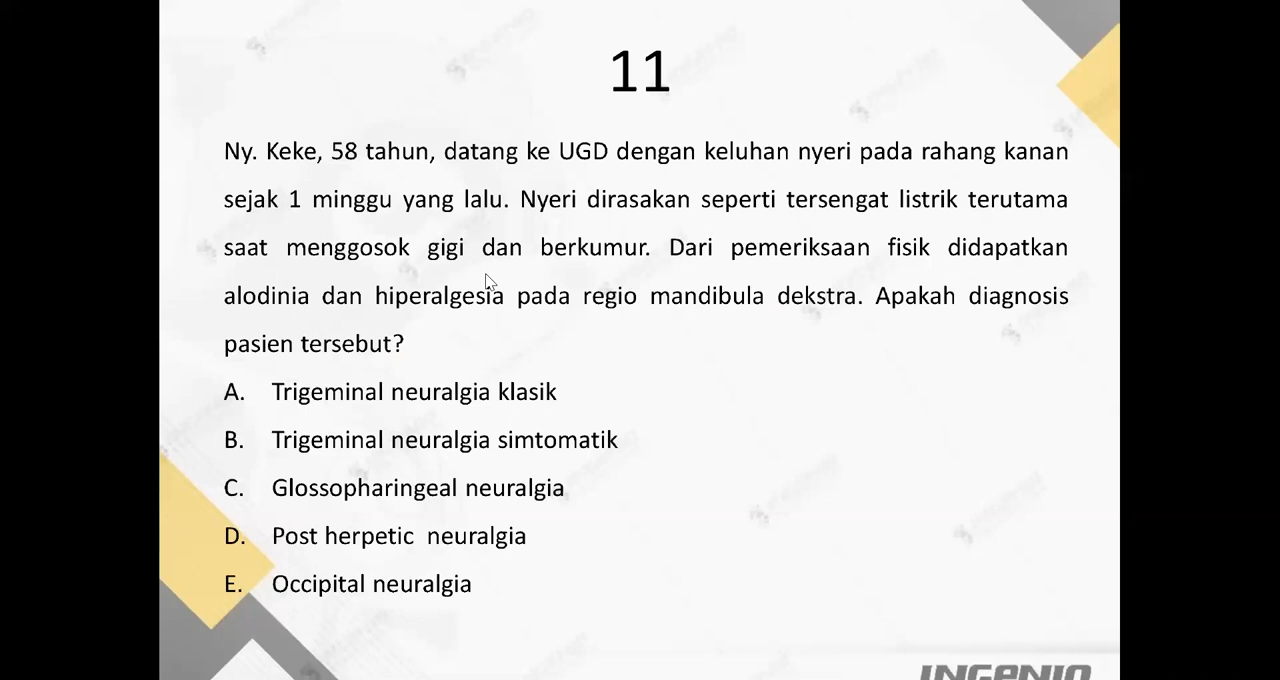 11
Ny. Keke, 58 tahun, datang ke UGD dengan keluhan nyeri pada rahang kanan
sejak 1 minggu yang lalu. Nyeri dirasakan seperti tersengat listrik terutama
saat menggosok gigi dan berkumur. Dari pemeriksaan fisik didapatkan
alodinia dan hiperalgesia pada regio mandibula dekstra. Apakah diagnosis
pasien tersebut?
A. Trigeminal neuralgia klasik
B. Trigeminal neuralgia simtomatik
C. Glossopharingeal neuralgia
D. Post herpetic neuralgia
E. Occipital neuralgia
INGENIO